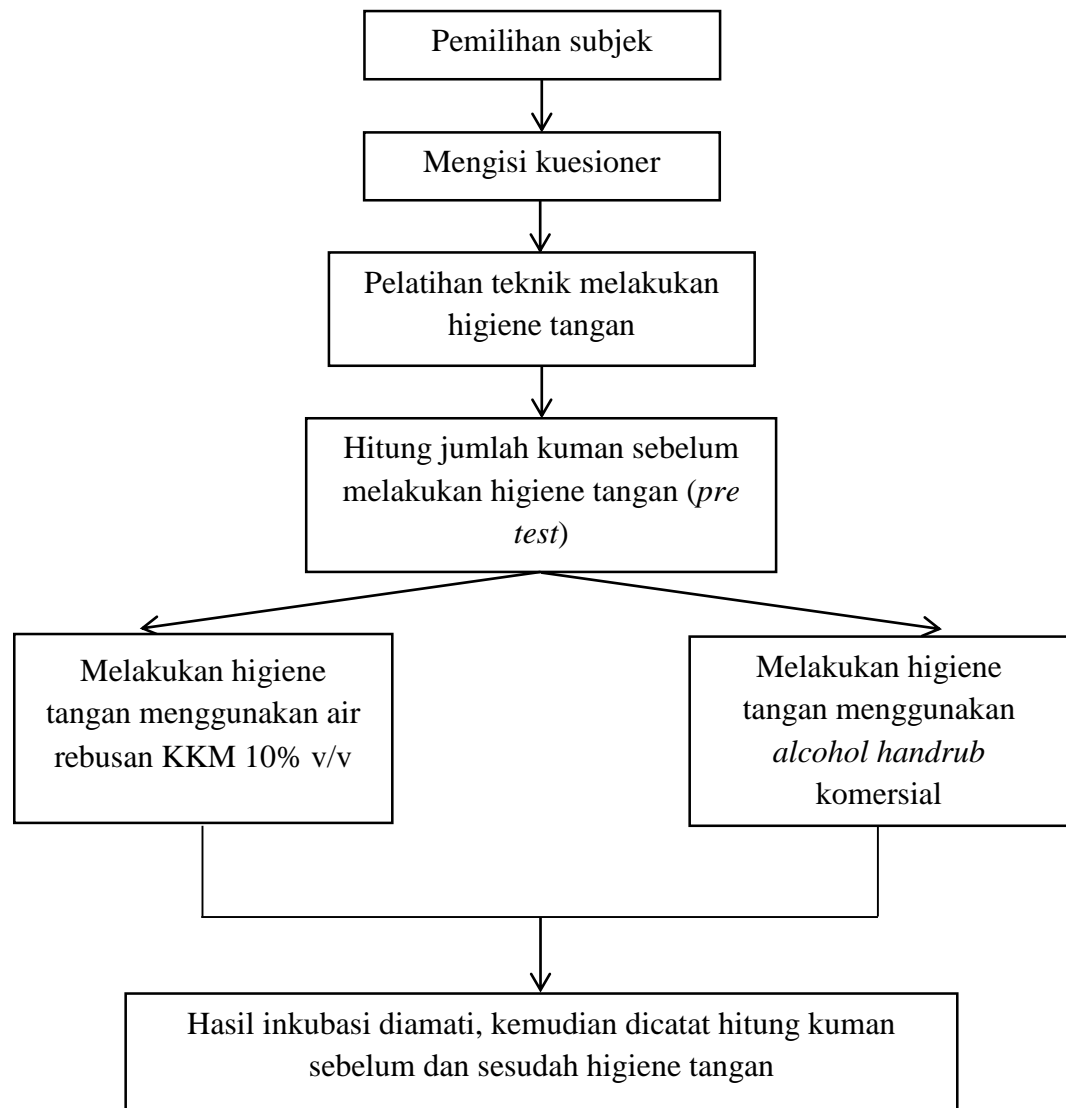 Pemilihan subjek
Mengisi kuesioner
Pelatihan teknik melakukan
higiene tangan
Hitung jumlah kuman sebelum
melakukan higiene tangan (pre
test)
Melakukan higiene
tangan menggunakan air
rebusan KKM 10% v/v
Melakukan higiene
tangan menggunakan
alcohol handrub
komersial
Hasil inkubasi diamati, kemudian dicatat hitung kuman
sebelum dan sesudah higiene tangan